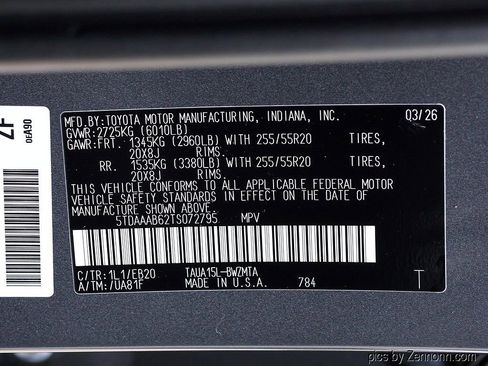 MFD.BY:TOYOTA MOTOR MANUFACTURING, INDIANA, INC. 03/26
GVWR:2725KG (6010LB)
GAWR:FRT. 1345KG (2960LB) WITH 255/55R20 TIRES,
20X8J RIMS.
RR. 1535KG (3380LB) WITH 255/55R20 TIRES,
20X8J RIMS.
THIS VEHICLE CONFORMS TO ALL APPLICABLE FEDERAL MOTOR
VEHICLE SAFETY STANDARDS IN EFFECT ON THE DATE OF
MANUFACTURE SHOWN ABOVE.
5TDAAAB62TS072795 MPV
C/TR:1L1/EB20 TAUA15L-BWZMTA
A/TM:/UA81F MADE IN U.S.A. 784 T
ZF
0EA90
pics by Zennonn.com